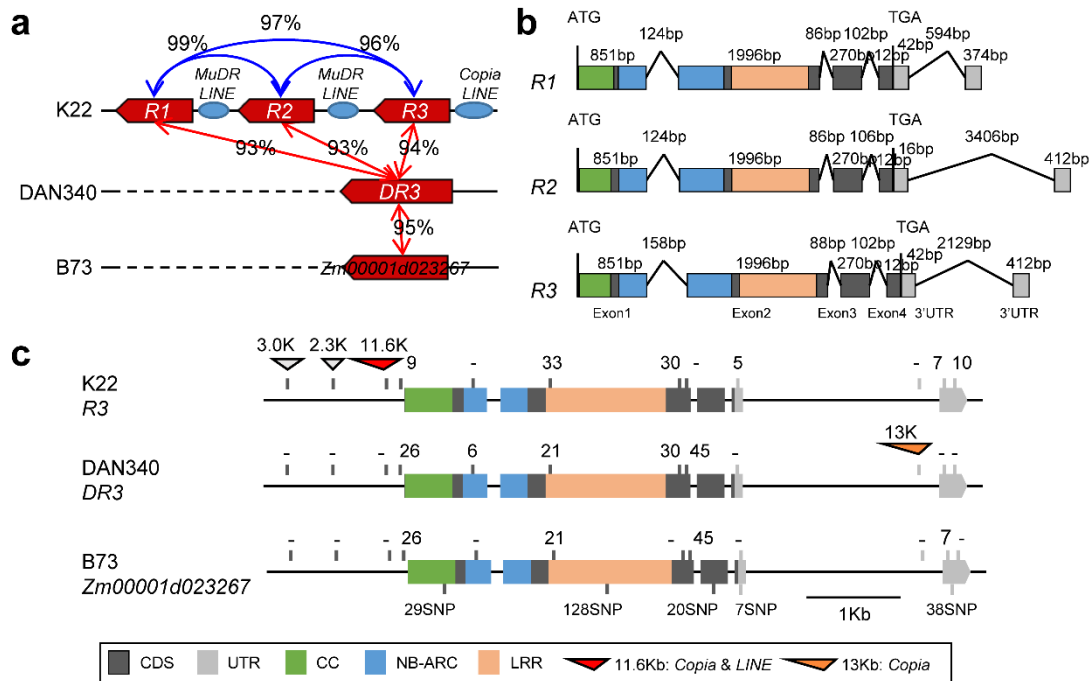 a
97%
99%
96%
MuDR
LINE
MuDR
LINE
Copia
LINE
K22
R1
R2
R3
93%
93%
94%
DAN340
DR3
95%
B73
Zm00001d023267
b
ATG
TGA
124bp
86bp
102bp
594bp
851bp
1996bp
270bp
12bp
42bp
374bp
R1
124bp
86bp
106bp
TGA
3406bp
851bp
1996bp
270bp
12bp
16bp
412bp
R2
ATG
TGA
158bp
88bp
102bp
2129bp
851bp
1996bp
270bp
12bp
42bp
412bp
R3
Exon1
Exon2
Exon3
Exon4
3'UTR
3'UTR
c
3.0K 2.3K 11.6K
K22
R3
9 - 33 30 - 5 - 7 10
13K
DAN340
DR3
- - - 26 6 21 30 45 - - -
B73
Zm00001d023267
- - - 26 - 21 - 45 - - 7 -
29SNP 128SNP 20SNP 7SNP 38SNP
1Kb
CDS UTR CC NB-ARC LRR 11.6Kb: Copia & LINE 13Kb: Copia